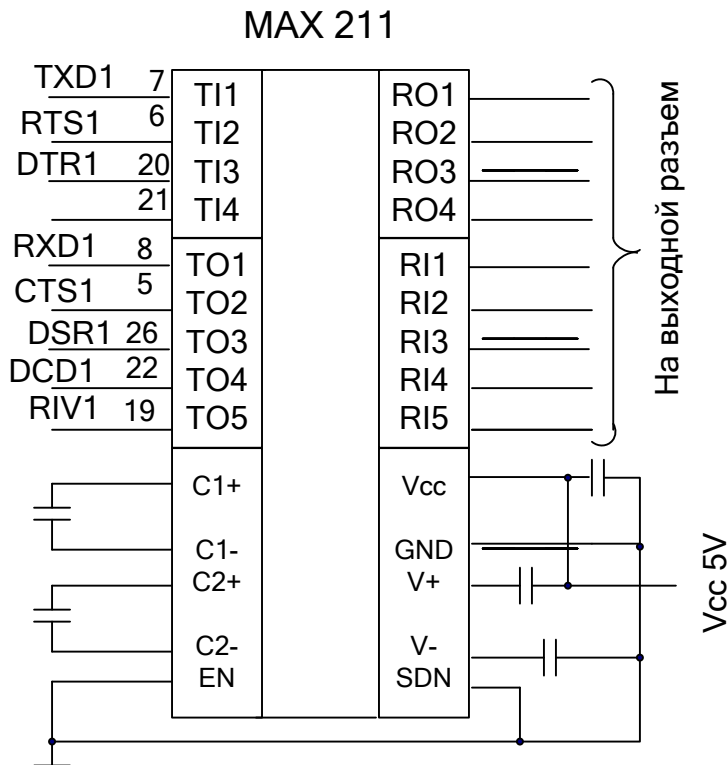 MAX 211
TXD1 7 TI1 RO1
RTS1 6 TI2 RO2
DTR1 20 TI3 RO3
21 TI4 RO4
RXD1 8 TO1 RI1
CTS1 5 TO2 RI2
DSR1 26 TO3 RI3
DCD1 22 TO4 RI4
RIV1 19 TO5 RI5
На выходной разъем
C1+ Vcc
C1- GND
C2+ V+
Vcc 5V
C2- V-
EN SDN